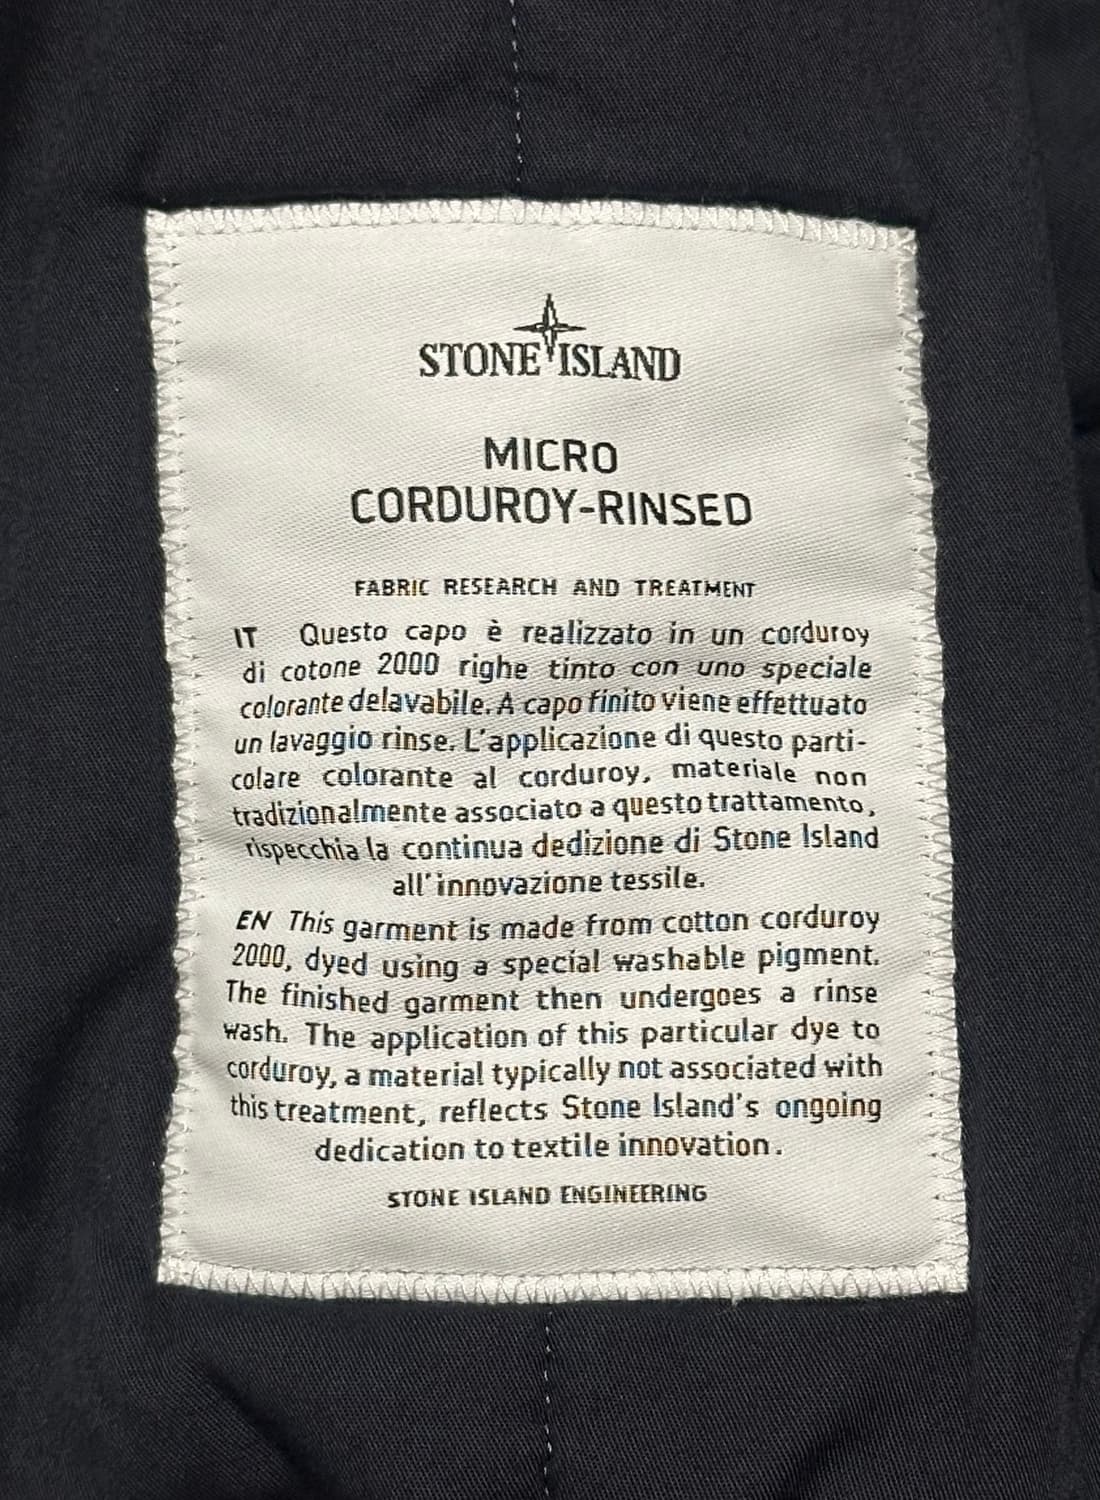 STONE ISLAND
MICRO
CORDUROY-RINSED
FABRIC RESEARCH AND TREATMENT
IT Questo capo è realizzato in un corduroy
di cotone 2000 righe tinto con uno speciale
colorante delavabile. A capo finito viene effettuato
un lavaggio rinse. L'applicazione di questo parti-
colare colorante al corduroy, materiale non
tradizionalmente associato a questo trattamento,
rispecchia la continua dedizione di Stone Island
all'innovazione tessile.
EN This garment is made from cotton corduroy
2000, dyed using a special washable pigment.
The finished garment then undergoes a rinse
wash. The application of this particular dye to
corduroy, a material typically not associated with
this treatment, reflects Stone Island's ongoing
dedication to textile innovation.
STONE ISLAND ENGINEERING